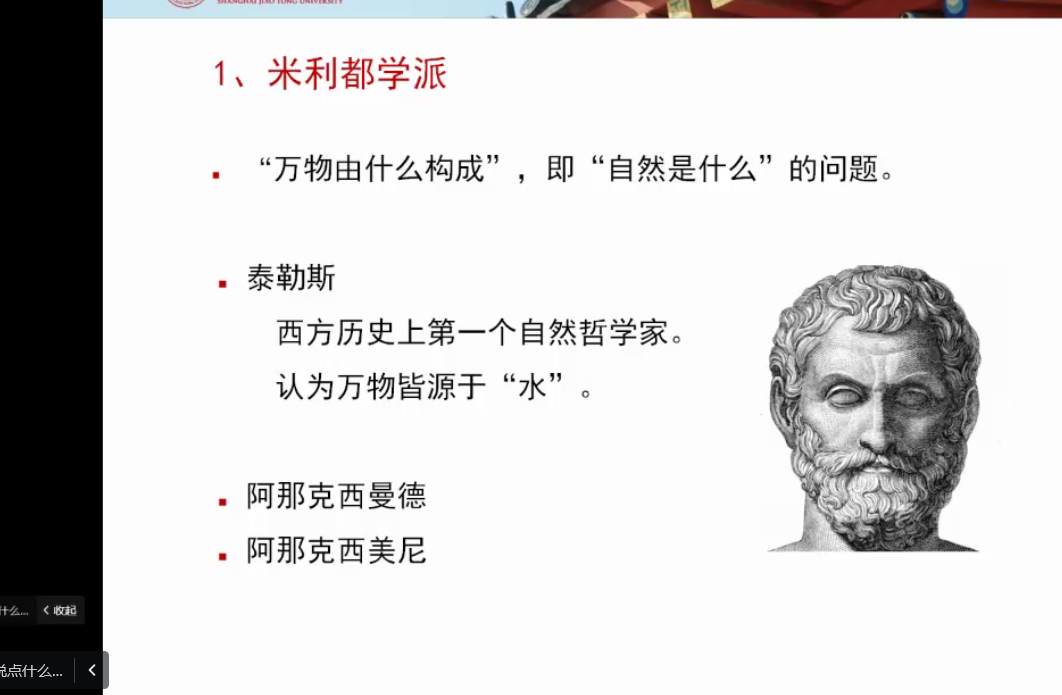 SHANGHAI JIAO TONG UNIVERSITY
1、米利都学派
“万物由什么构成”，即“自然是什么”的问题。
泰勒斯
西方历史上第一个自然哲学家。
认为万物皆源于“水”。
阿那克西曼德
阿那克西美尼
什么... 收起
说点什么...